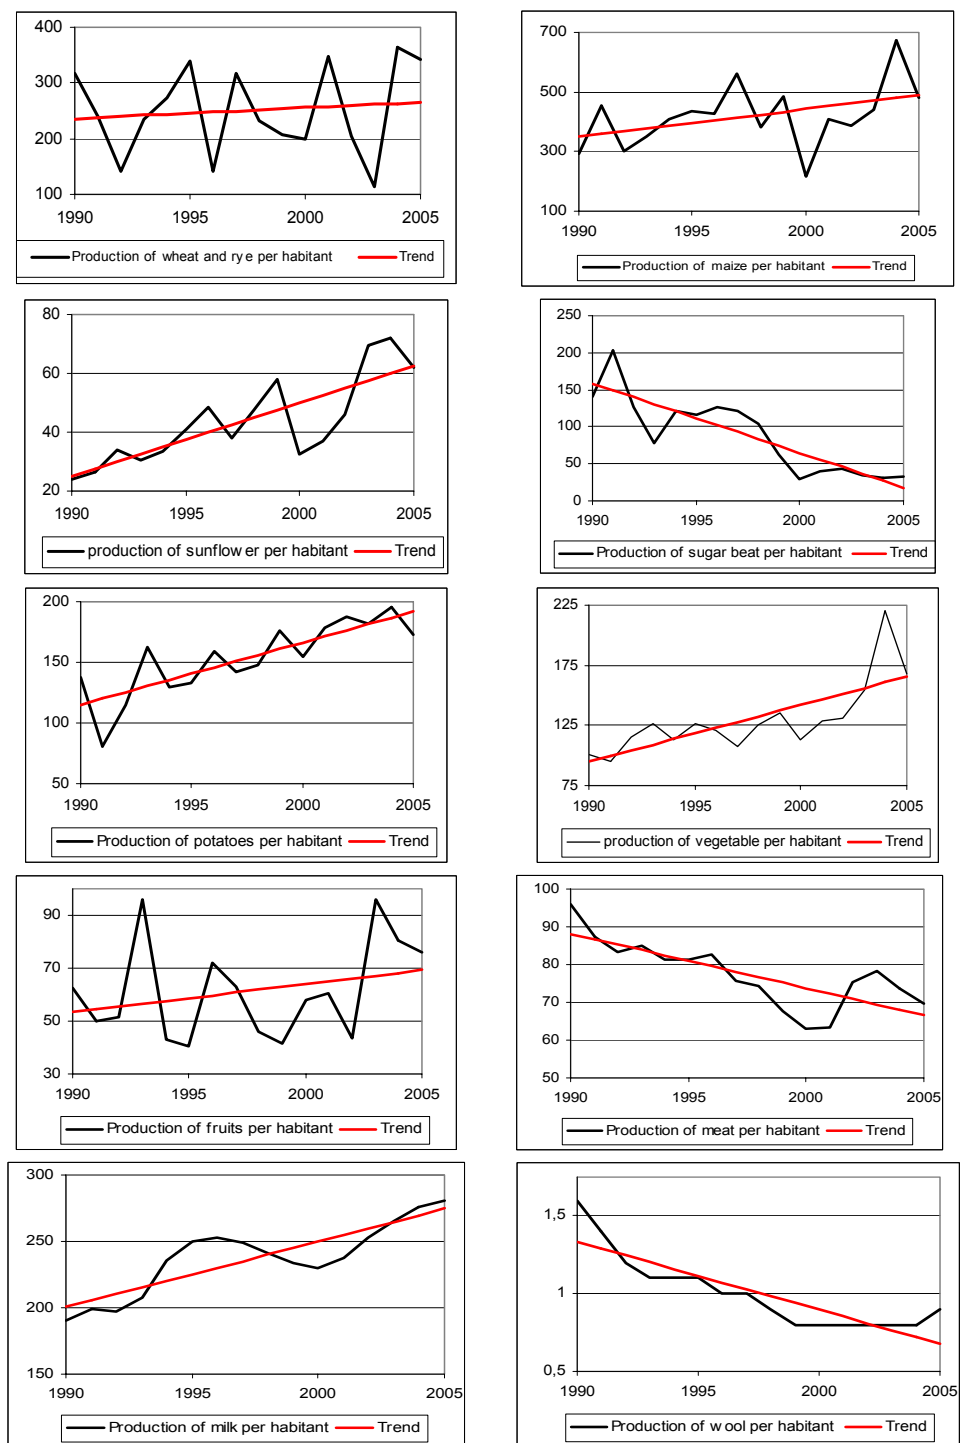 400
300
200
100
1990 1995 2000 2005
Production of wheat and rye per habitant Trend
700
500
300
100
1990 1995 2000 2005
Production of maize per habitant Trend
80
60
40
20
1990 1995 2000 2005
production of sunflower per habitant Trend
250
200
150
100
50
0
1990 1995 2000 2005
Production of sugar beat per habitant Trend
200
150
100
50
1990 1995 2000 2005
Production of potatoes per habitant Trend
225
175
125
75
1990 1995 2000 2005
production of vegetable per habitant Trend
90
70
50
30
1990 1995 2000 2005
Production of fruits per habitant Trend
100
90
80
70
60
50
1990 1995 2000 2005
Production of meat per habitant Trend
300
250
200
150
1990 1995 2000 2005
Production of milk per habitant Trend
1,5
1
0,5
1990 1995 2000 2005
Production of wool per habitant Trend